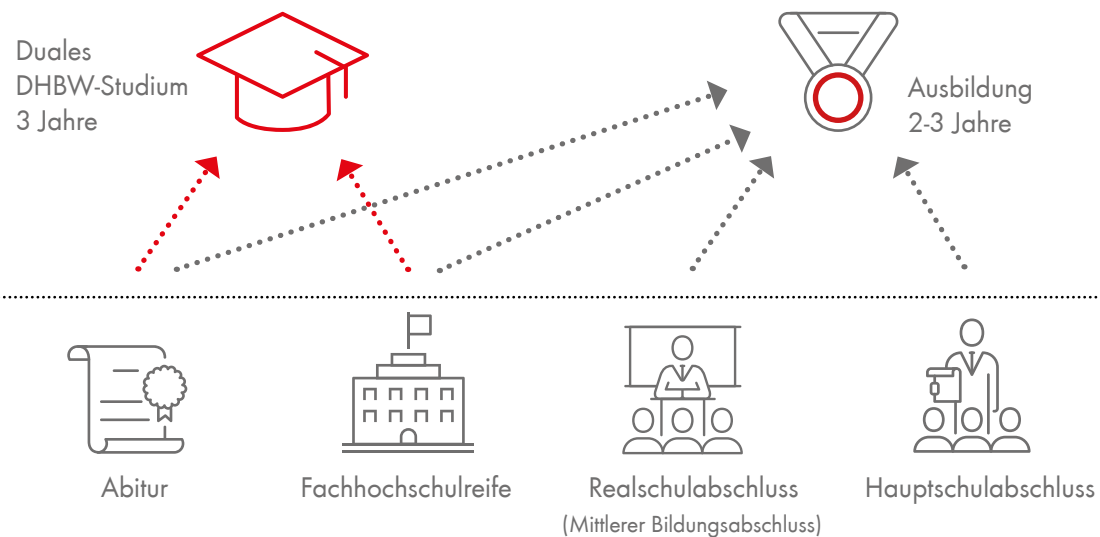 Duales
DHBW-Studium
3 Jahre
Ausbildung
2-3 Jahre
Abitur
Fachhochschulreife
Realschulabschluss
(Mittlerer Bildungsabschluss)
Hauptschulabschluss